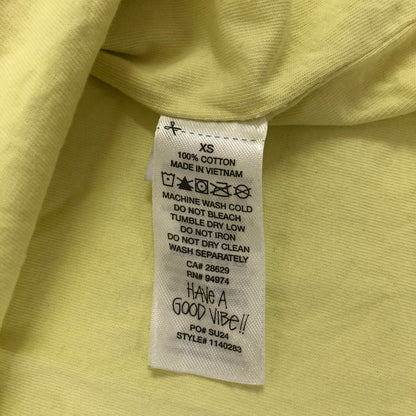 XS
100% COTTON
MADE IN VIETNAM
MACHINE WASH COLD
DO NOT BLEACH
TUMBLE DRY LOW
DO NOT IRON
DO NOT DRY CLEAN
WASH SEPARATELY
CA# 28629
RN# 94974
HAVE A
GOOD VIBE!!
PO# SU24
STYLE# 1140283